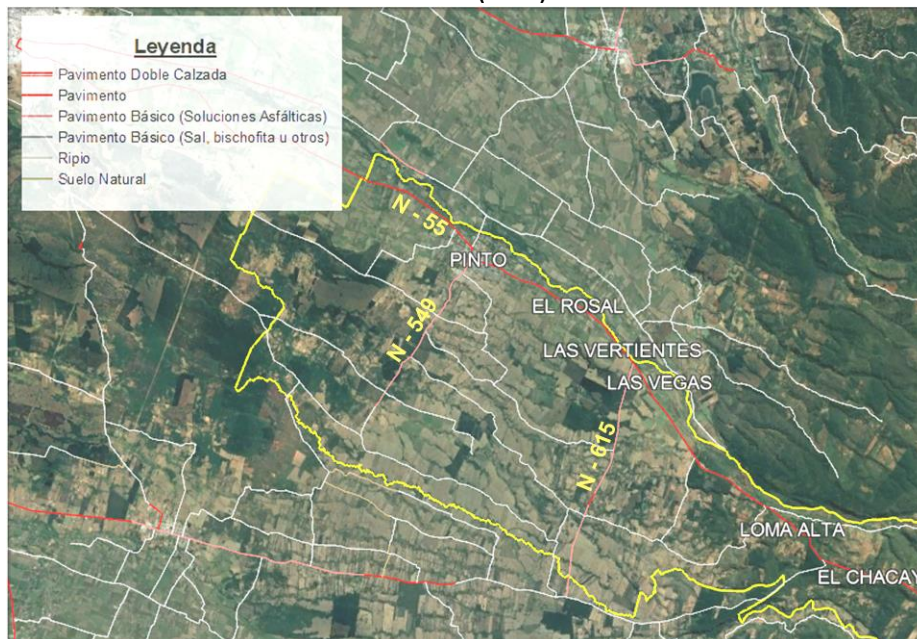 Leyenda
Pavimento Doble Calzada
Pavimento
Pavimento Básico (Soluciones Asfálticas)
Pavimento Básico (Sal, bischofita u otros)
Ripio
Suelo Natural
N - 55
PINTO
EL ROSAL
N - 549
LAS VERTIENTES
LAS VEGAS
N - 615
LOMA ALTA
EL CHACAY